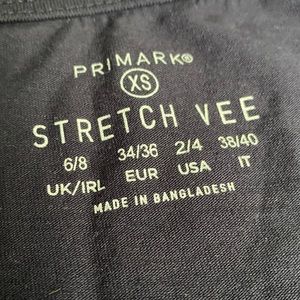 PRIMARK®
XS
STRETCH VEE
6/8 34/36 2/4 38/40
UK/IRL EUR USA IT
MADE IN BANGLADESH